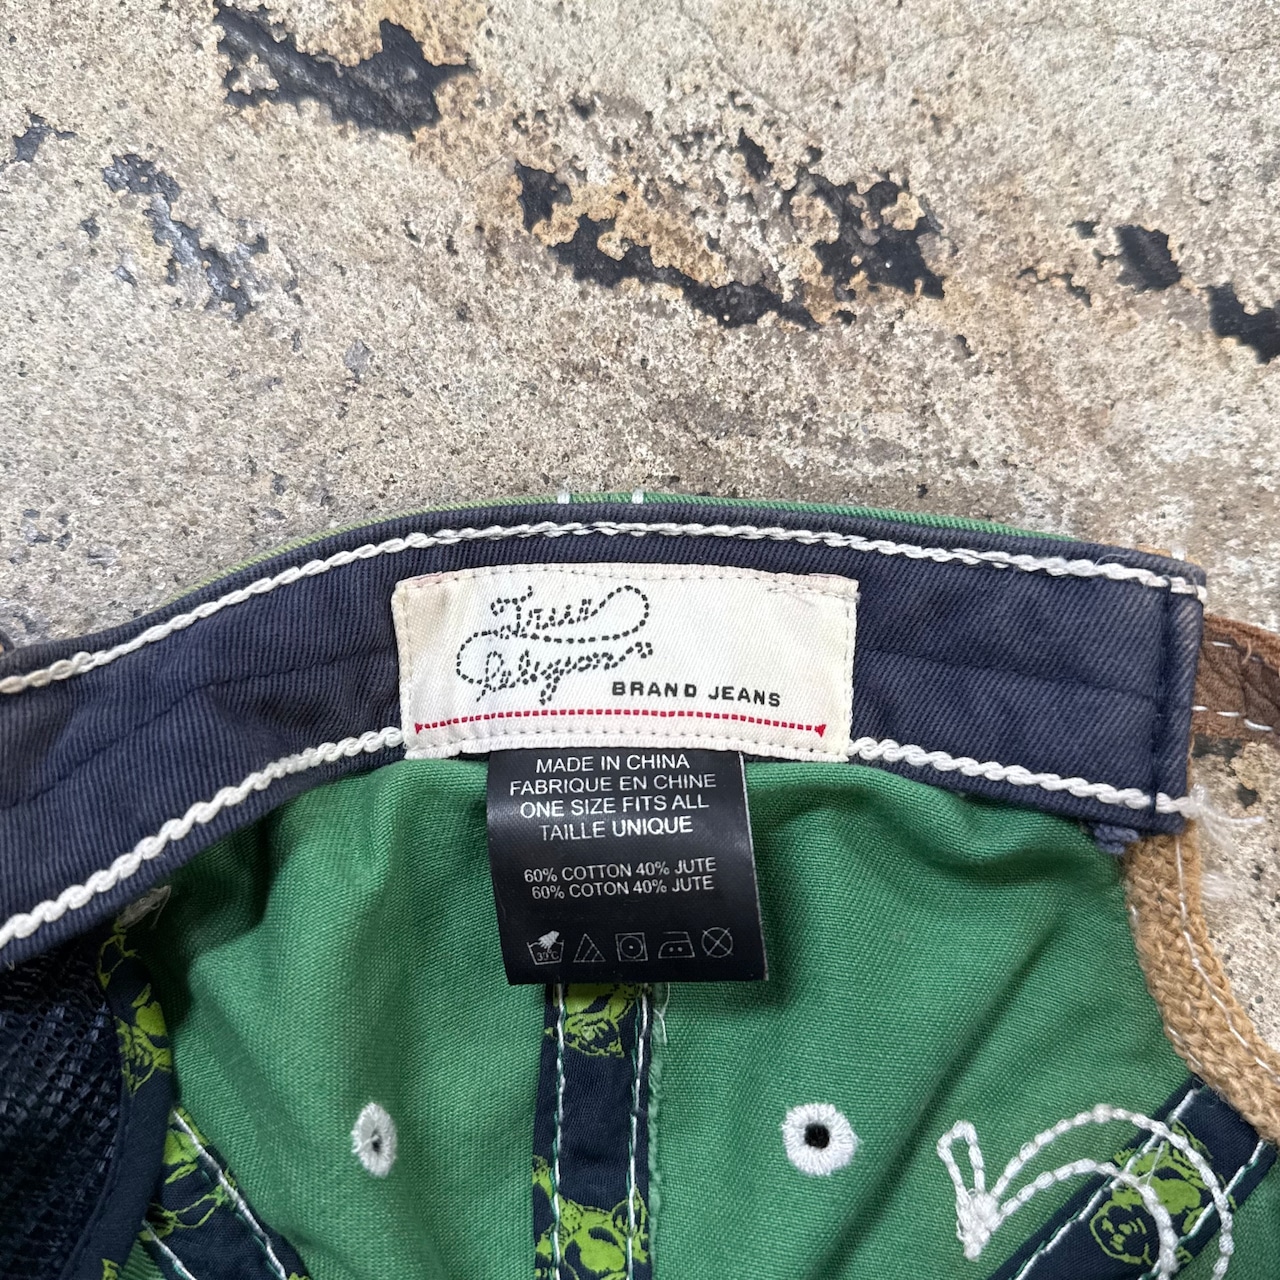 True
Religion
BRAND JEANS
MADE IN CHINA
FABRIQUE EN CHINE
ONE SIZE FITS ALL
TAILLE UNIQUE
60% COTTON 40% JUTE
60% COTON 40% JUTE
30°C